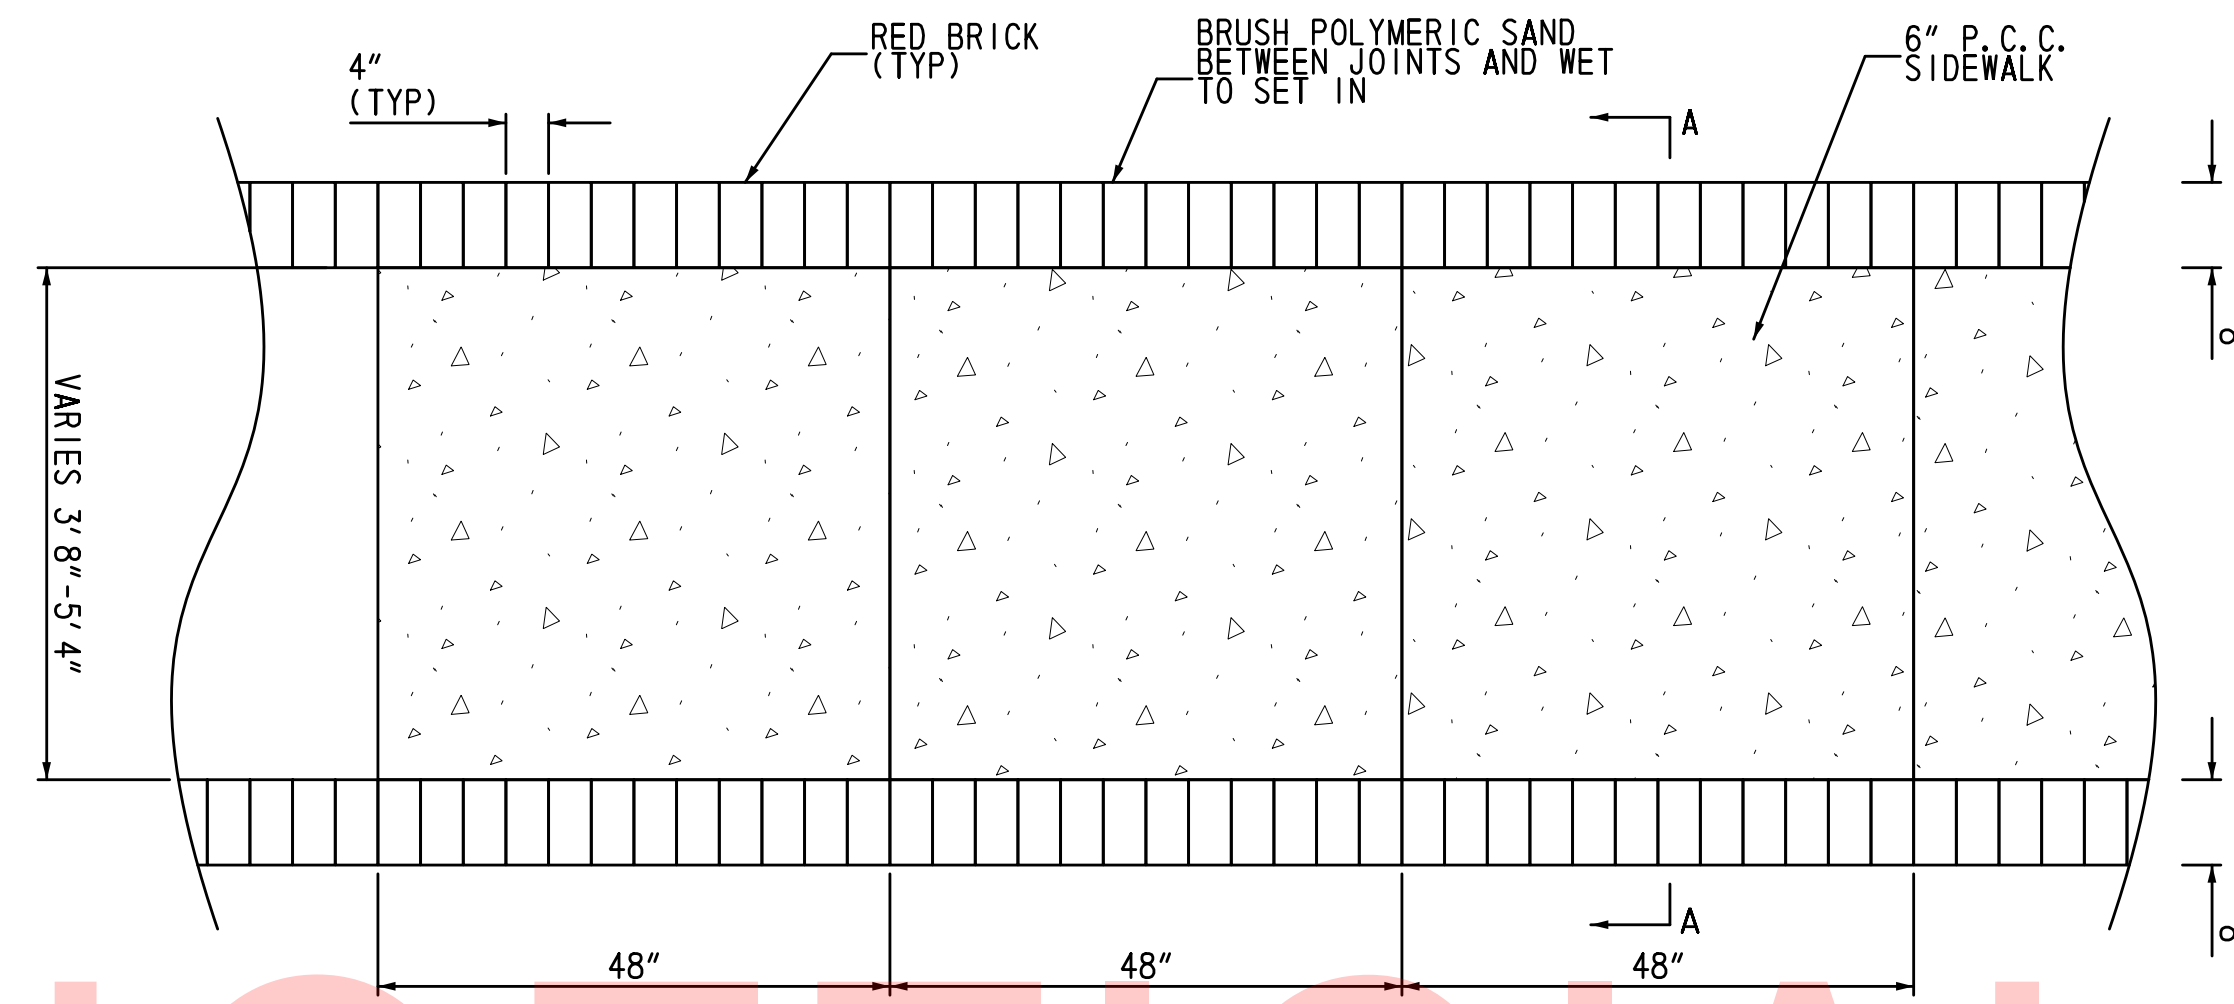 4"
(TYP)
RED BRICK
(TYP)
BRUSH POLYMERIC SAND
BETWEEN JOINTS AND WET
TO SET IN
6" P.C.C.
SIDEWALK
A
VARIES 3'8"-5'4"
A
48"
48"
48"